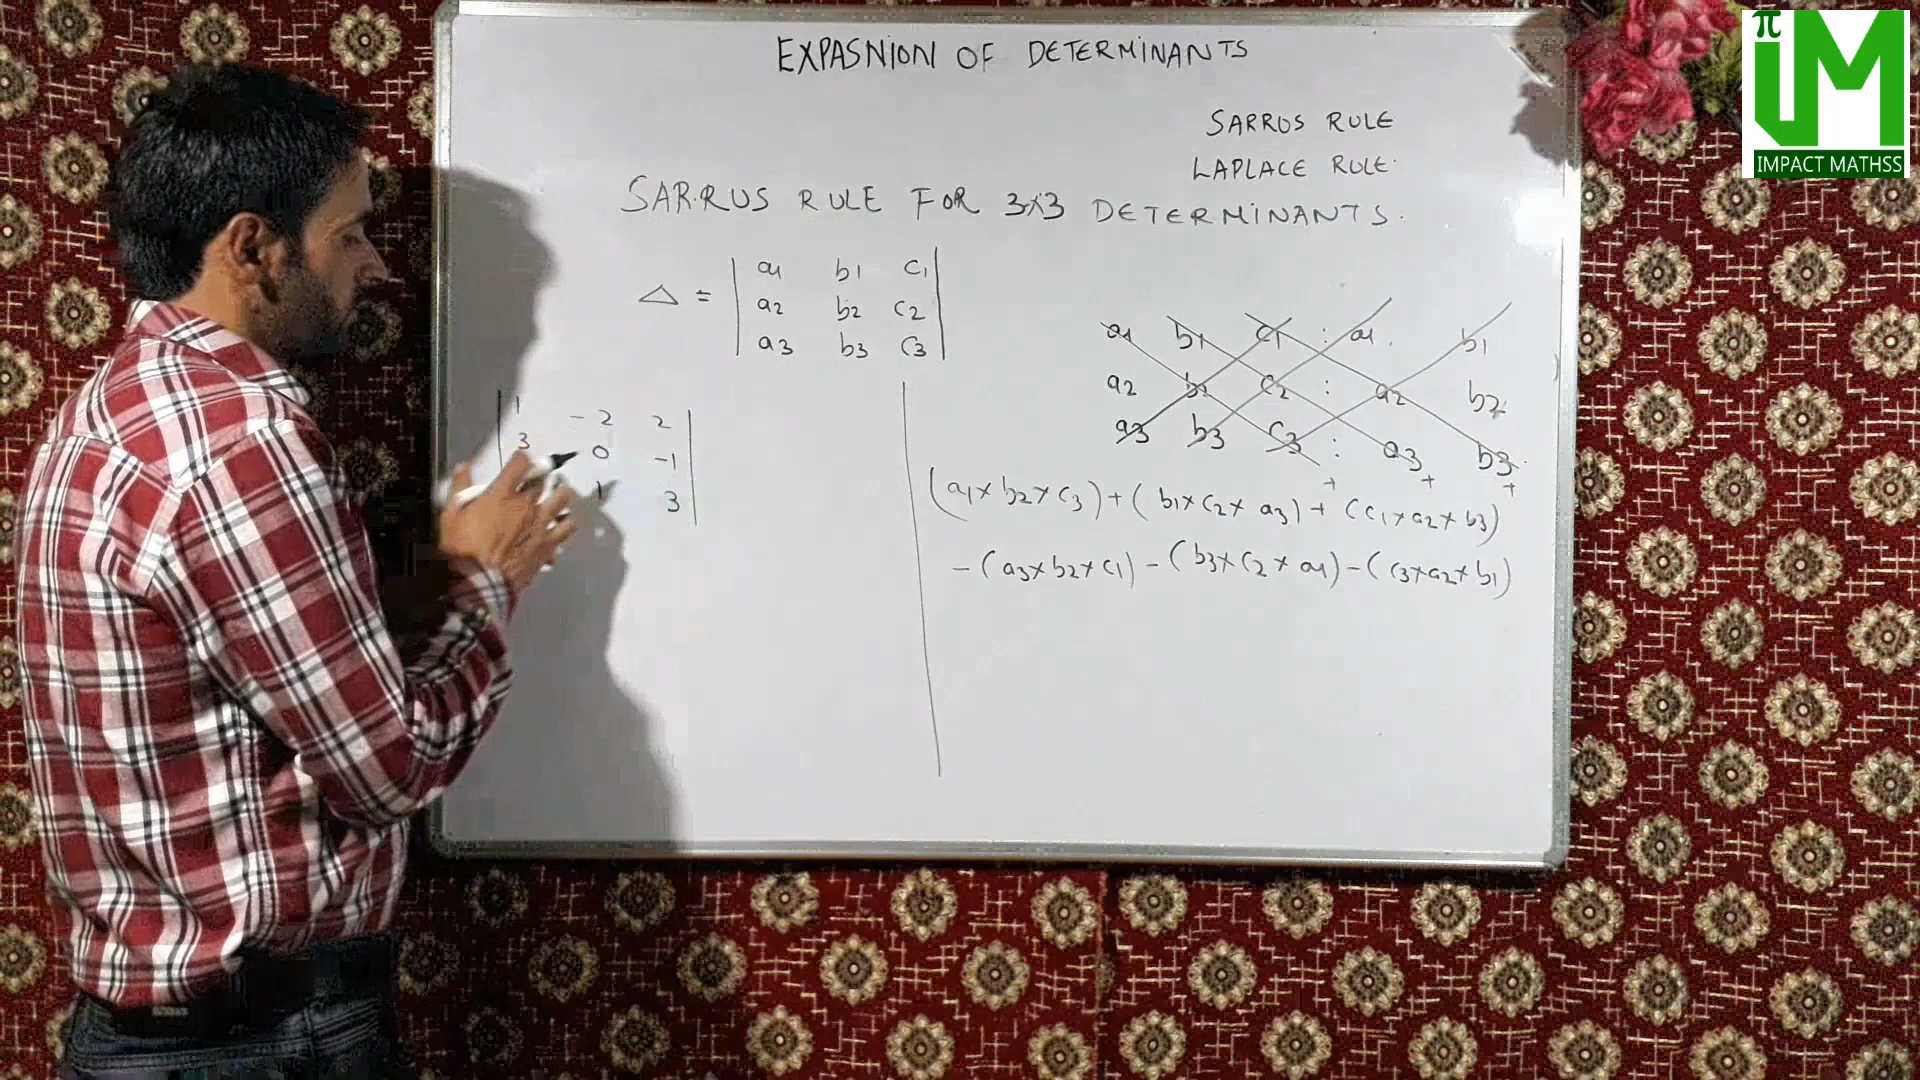 EXPASNION OF DETERMINANTS
SARROS RULE
LAPLACE RULE.
SARRUS RULE FOR 3x3 DETERMINANTS.
△ = | a1 b1 c1 |
a2 b2 c2
a3 b3 c3
1 -2 2
3 0 -1
1 3
a1 b1 c1 : a1 b1
a2 b2 c2 : a2 b2
a3 b3 c3 : a3 b3
+ + +
(a1 × b2 × c3) + (b1 × c2 × a3) + (c1 × a2 × b3)
- (a3 × b2 × c1) - (b3 × c2 × a1) - (c3 × a2 × b1)
π
iM
IMPACT MATHSS